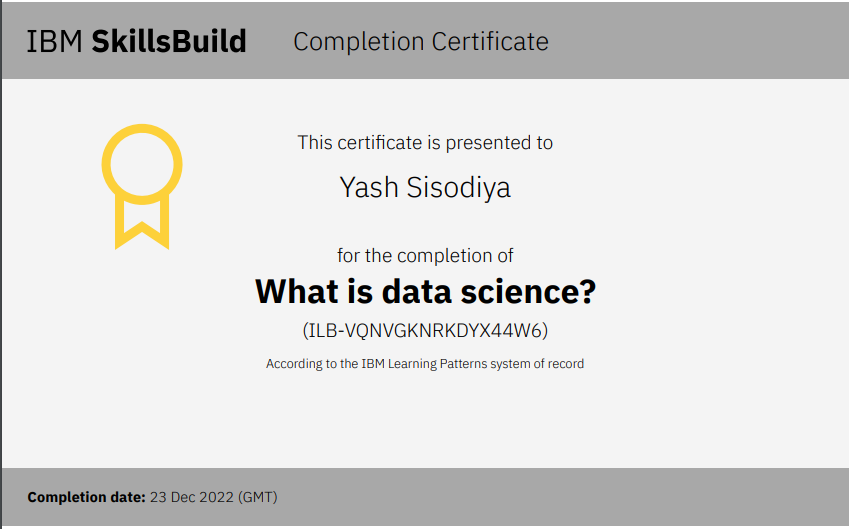 IBM SkillsBuild Completion Certificate
This certificate is presented to
Yash Sisodiya
for the completion of
What is data science?
(ILB-VQNVGKNRKDYX44W6)
According to the IBM Learning Patterns system of record
Completion date: 23 Dec 2022 (GMT)